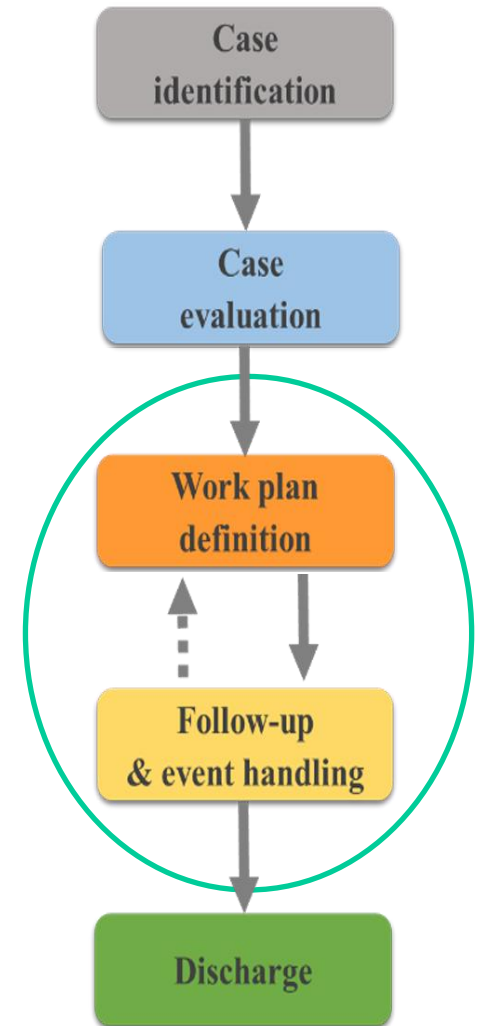 Case
identification
Case
evaluation
Work plan
definition
Follow-up
& event handling
Discharge